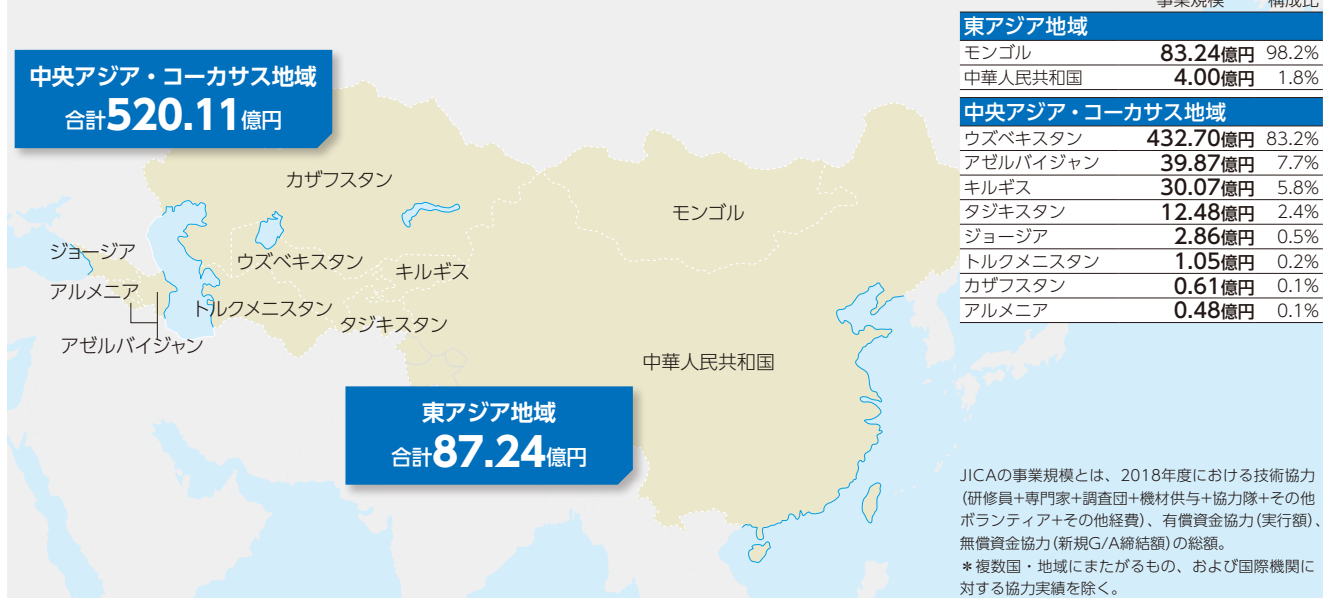 事業規模 構成比
東アジア地域
モンゴル 83.24億円 98.2%
中華人民共和国 4.00億円 1.8%
中央アジア・コーカサス地域
ウズベキスタン 432.70億円 83.2%
アゼルバイジャン 39.87億円 7.7%
キルギス 30.07億円 5.8%
タジキスタン 12.48億円 2.4%
ジョージア 2.86億円 0.5%
トルクメニスタン 1.05億円 0.2%
カザフスタン 0.61億円 0.1%
アルメニア 0.48億円 0.1%
中央アジア・コーカサス地域
合計520.11億円
カザフスタン
モンゴル
ジョージア
ウズベキスタン
キルギス
アルメニア
トルクメニスタン
タジキスタン
アゼルバイジャン
中華人民共和国
東アジア地域
合計87.24億円
JICAの事業規模とは、2018年度における技術協力
(研修員+専門家+調査団+機材供与+協力隊+その他
ボランティア+その他経費)、有償資金協力(実行額)、
無償資金協力(新規G/A締結額)の総額。
＊複数国・地域にまたがるもの、および国際機関に
対する協力実績を除く。